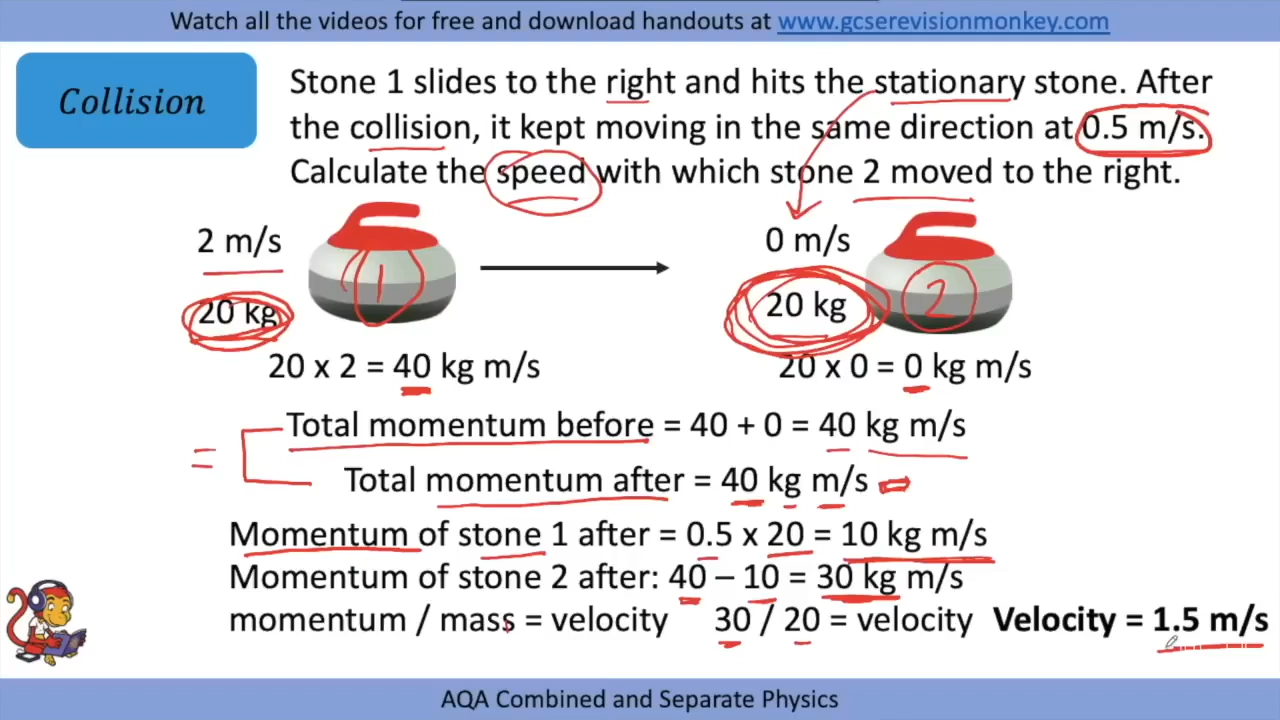 Watch all the videos for free and download handouts at www.gcserevisionmonkey.com
Collision
Stone 1 slides to the right and hits the stationary stone. After
the collision, it kept moving in the same direction at 0.5 m/s.
Calculate the speed with which stone 2 moved to the right.
2 m/s
20 kg
1
0 m/s
20 kg
2
20 x 2 = 40 kg m/s
20 x 0 = 0 kg m/s
Total momentum before = 40 + 0 = 40 kg m/s
=
Total momentum after = 40 kg m/s
Momentum of stone 1 after = 0.5 x 20 = 10 kg m/s
Momentum of stone 2 after: 40 – 10 = 30 kg m/s
momentum / mass = velocity 30 / 20 = velocity Velocity = 1.5 m/s
AQA Combined and Separate Physics